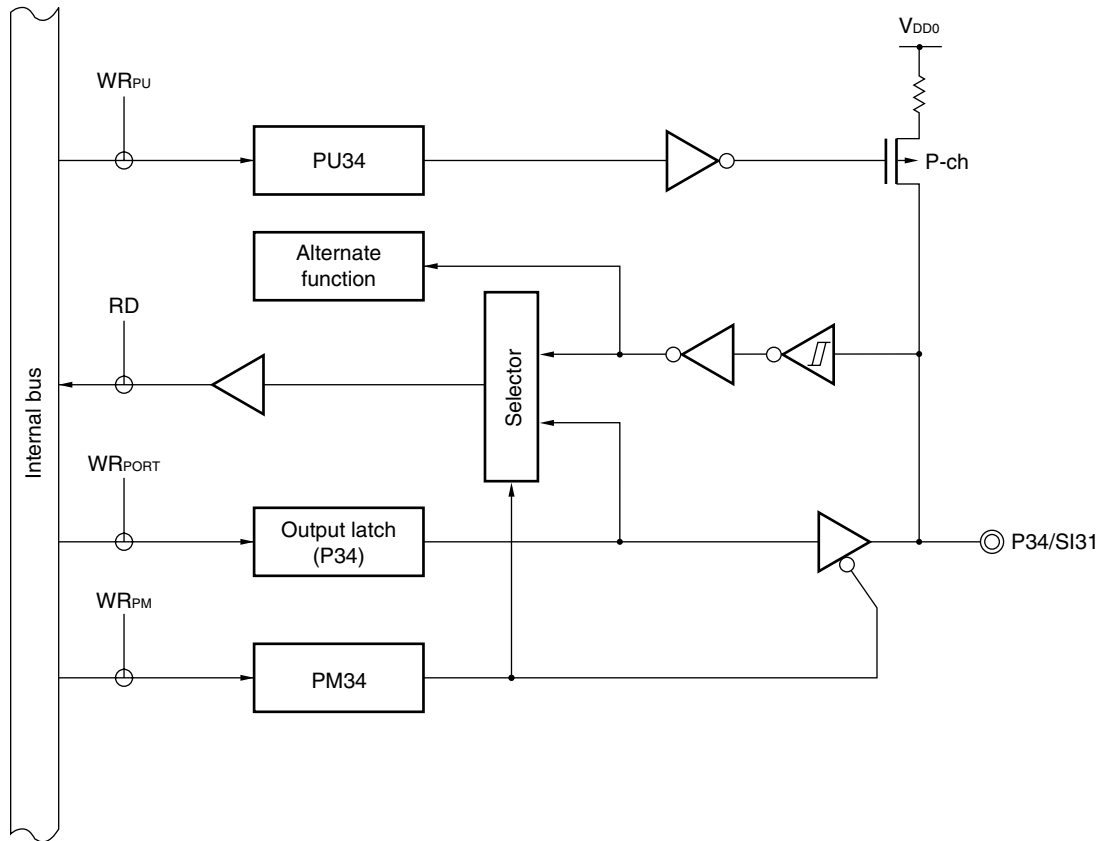 VDD0
WRPU
PU34
P-ch
Alternate
function
RD
Selector
Internal bus
WRPORT
Output latch
(P34)
P34/SI31
WRPM
PM34